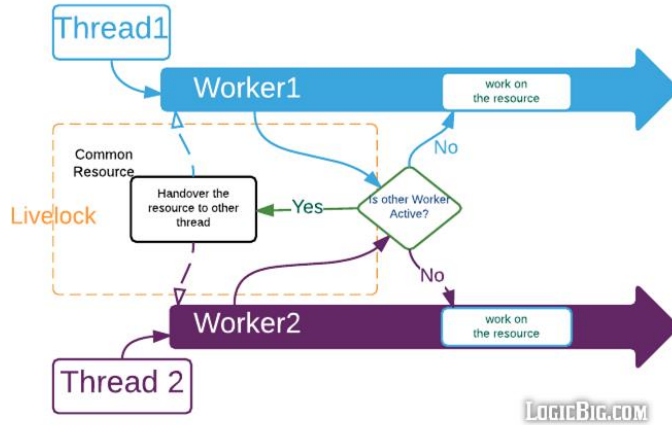 Thread1
Worker1
work on
the resource
No
Common
Resource
Handover the
resource to other
thread
Livelock
Yes
Is other Worker
Active?
No
Worker2
work on
the resource
Thread 2
LogicBig.com